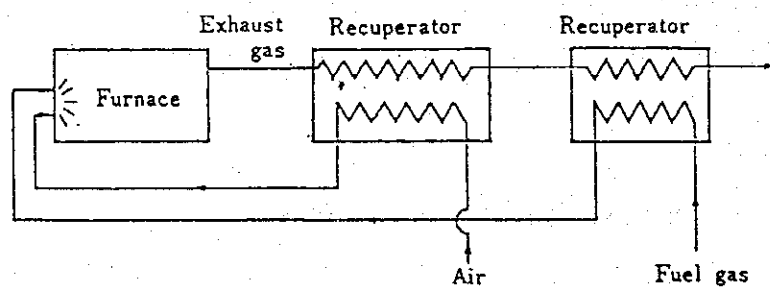 Exhaust gas
Recuperator
Recuperator
Furnace
Air
Fuel gas